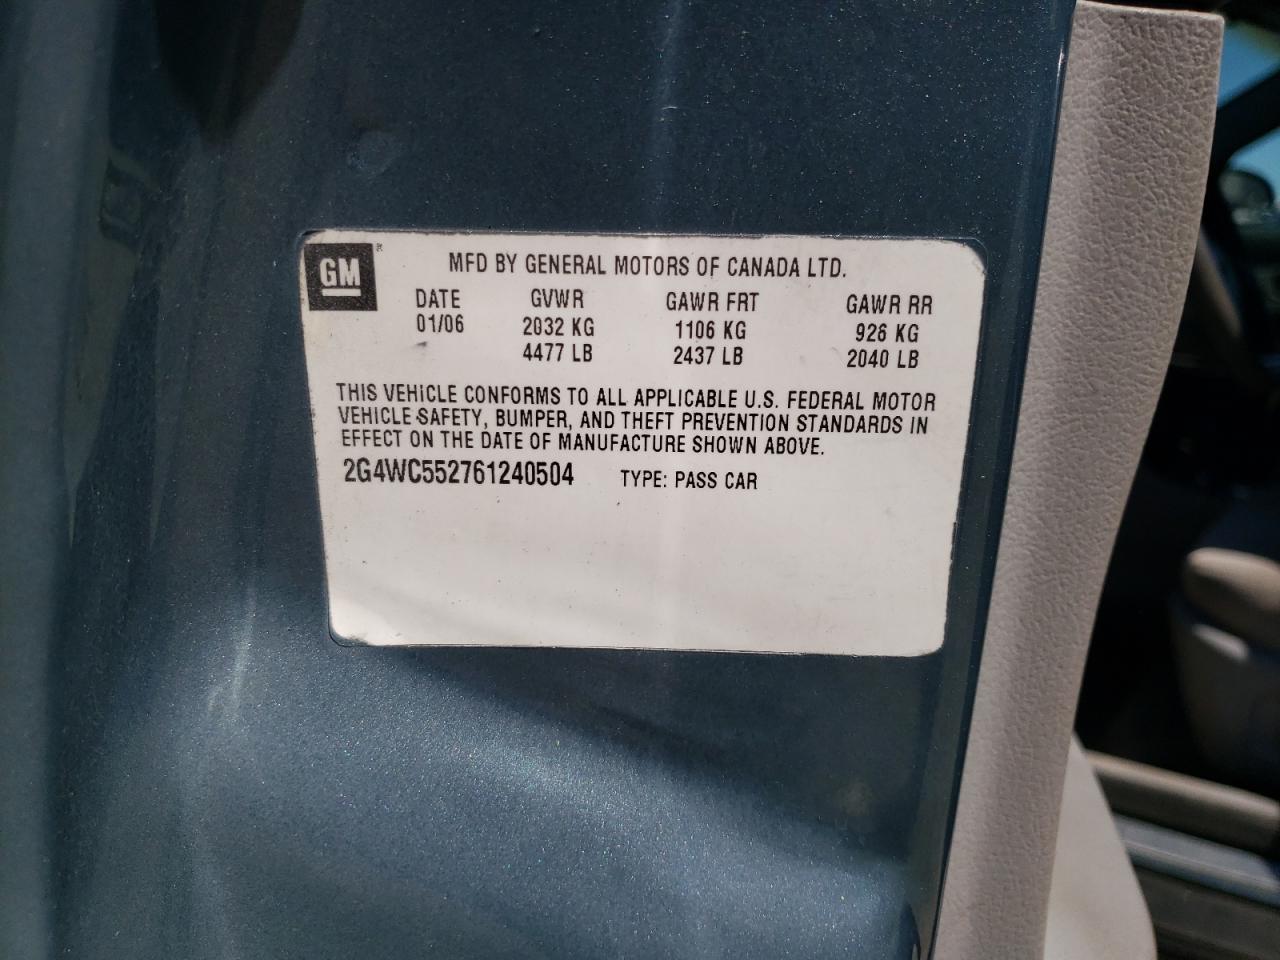 GM®
MFD BY GENERAL MOTORS OF CANADA LTD.
DATE GVWR GAWR FRT GAWR RR
01/06 2032 KG 1106 KG 926 KG
4477 LB 2437 LB 2040 LB
THIS VEHICLE CONFORMS TO ALL APPLICABLE U.S. FEDERAL MOTOR
VEHICLE SAFETY, BUMPER, AND THEFT PREVENTION STANDARDS IN
EFFECT ON THE DATE OF MANUFACTURE SHOWN ABOVE.
2G4WC552761240504 TYPE: PASS CAR